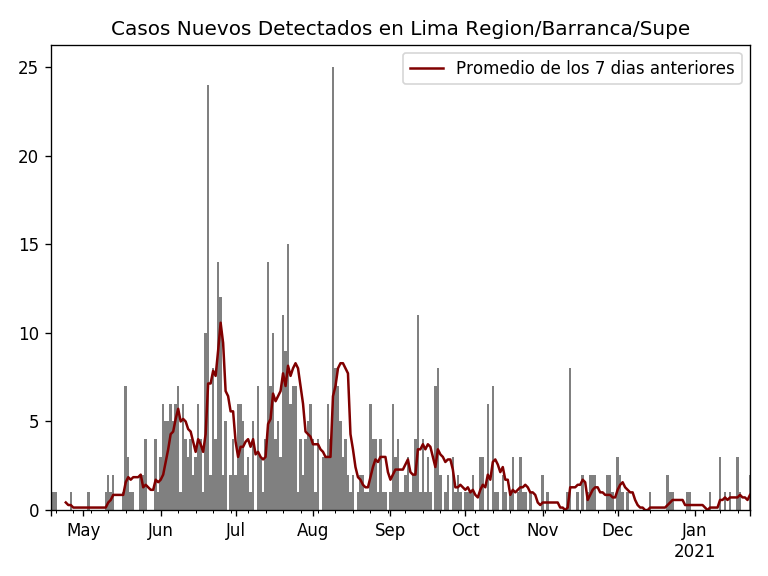 Casos Nuevos Detectados en Lima Region/Barranca/Supe
Promedio de los 7 dias anteriores
25
20
15
10
5
0
May Jun Jul Aug Sep Oct Nov Dec Jan
2021